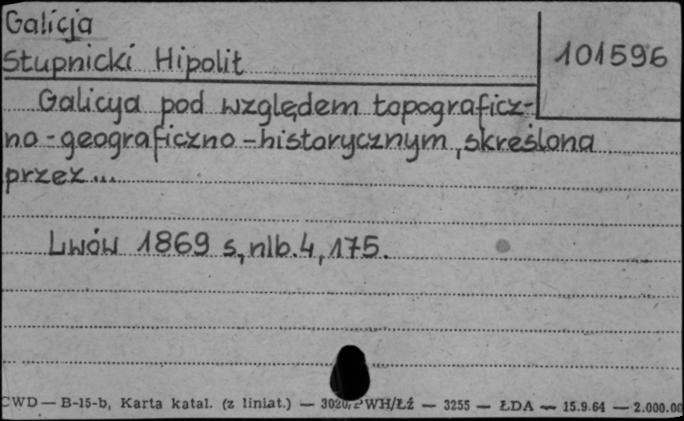 Galicja
Stupnicki Hipolit
101596
Galicya pod względem topograficz-
no-geograficzno-historycznym, skreślona
przez...
Lwów 1869 s, nlb. 4, 175.
CWD — B-15-b, Karta katal. (z liniat.) — 3020/PWH/Łź — 3255 — ŁDA — 15.9.64 — 2.000.00